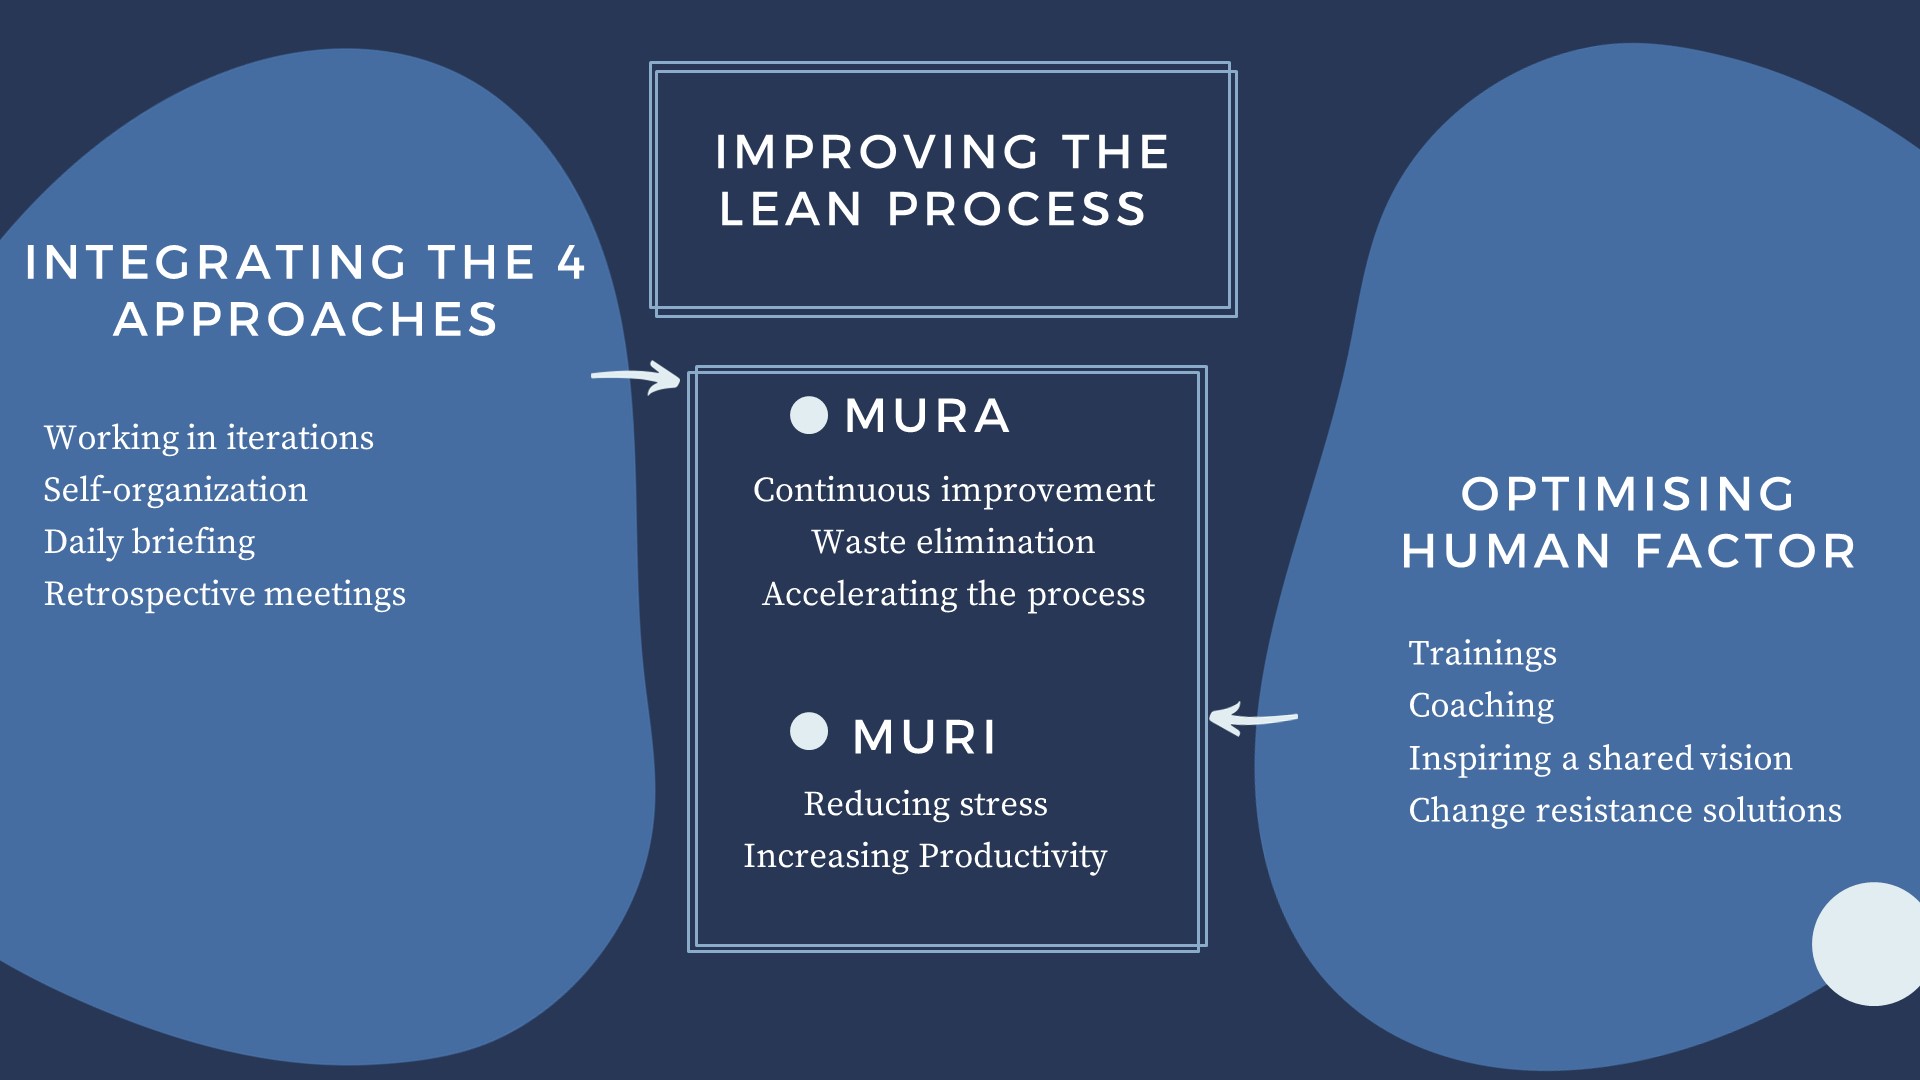 INTEGRATING THE 4
APPROACHES
Working in iterations
Self-organization
Daily briefing
Retrospective meetings
IMPROVING THE
LEAN PROCESS
MURA
Continuous improvement
Waste elimination
Accelerating the process
MURI
Reducing stress
Increasing Productivity
OPTIMISING
HUMAN FACTOR
Trainings
Coaching
Inspiring a shared vision
Change resistance solutions